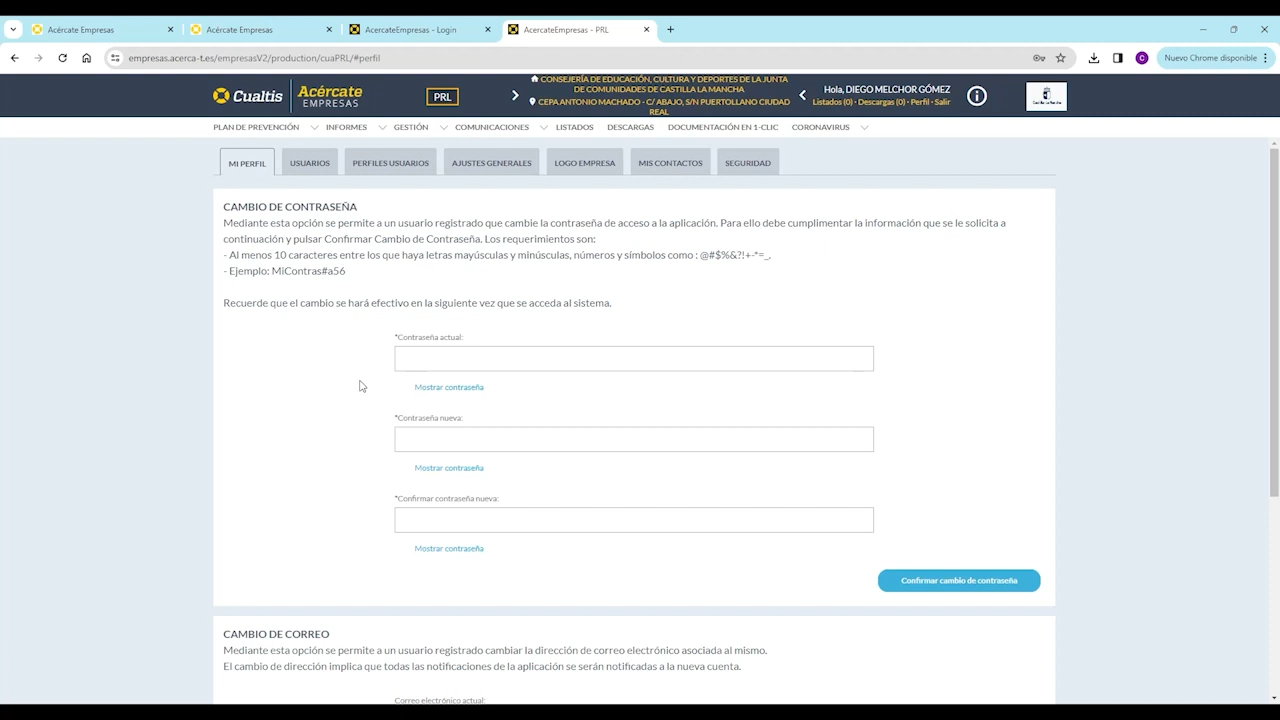 Acércate Empresas
Acércate Empresas
AcercateEmpresas - Login
AcercateEmpresas - PRL
empresas.acerca-t.es/empresasV2/production/cuaPRL/#perfil
C
Nuevo Chrome disponible
Cualtis
Acércate
EMPRESAS
PRL
CONSEJERÍA DE EDUCACIÓN, CULTURA Y DEPORTES DE LA JUNTA
DE COMUNIDADES DE CASTILLA LA MANCHA
CEPA ANTONIO MACHADO - C/ ABAJO, S/N PUERTOLLANO CIUDAD
REAL
Hola, DIEGO MELCHOR GÓMEZ
Listados (0) · Descargas (0) · Perfil · Salir
PLAN DE PREVENCIÓN
INFORMES
GESTIÓN
COMUNICACIONES
LISTADOS
DESCARGAS
DOCUMENTACIÓN EN 1-CLIC
CORONAVIRUS
MI PERFIL
USUARIOS
PERFILES USUARIOS
AJUSTES GENERALES
LOGO EMPRESA
MIS CONTACTOS
SEGURIDAD
CAMBIO DE CONTRASEÑA
Mediante esta opción se permite a un usuario registrado que cambie la contraseña de acceso a la aplicación. Para ello debe cumplimentar la información que se le solicita a
continuación y pulsar Confirmar Cambio de Contraseña. Los requerimientos son:
- Al menos 10 caracteres entre los que haya letras mayúsculas y minúsculas, números y símbolos como : @#$%&?!+-*=_,
- Ejemplo: MiContras#a56
Recuerde que el cambio se hará efectivo en la siguiente vez que se acceda al sistema.
*Contraseña actual:
Mostrar contraseña
*Contraseña nueva:
Mostrar contraseña
*Confirmar contraseña nueva:
Mostrar contraseña
Confirmar cambio de contraseña
CAMBIO DE CORREO
Mediante esta opción se permite a un usuario registrado cambiar la dirección de correo electrónico asociada al mismo.
El cambio de dirección implica que todas las notificaciones de la aplicación se serán notificadas a la nueva cuenta.
Correo electrónico actual: